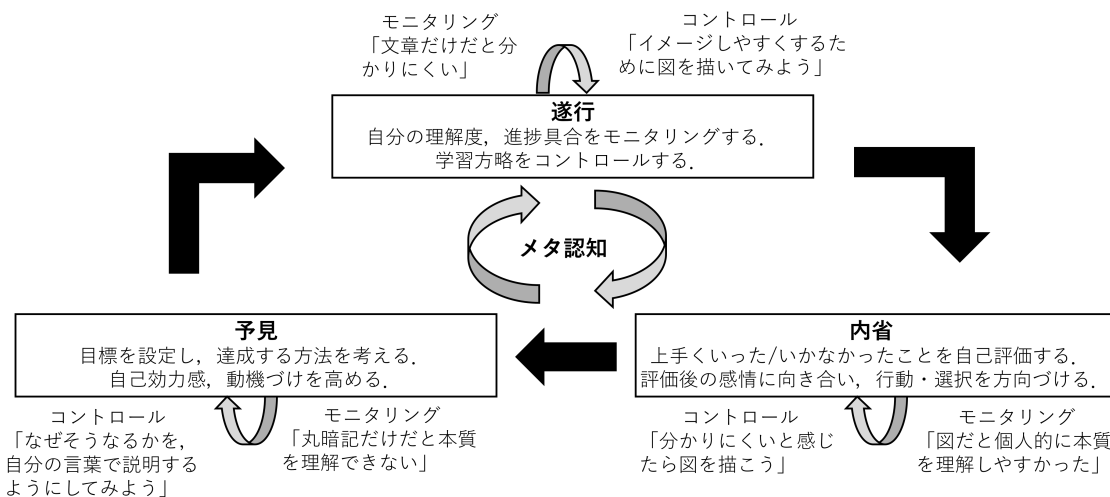 モニタリング
「文章だけだと分
かりにくい」
コントロール
「イメージしやすくするた
めに図を描いてみよう」
遂行
自分の理解度，進捗具合をモニタリングする．
学習方略をコントロールする．
メタ認知
予見
目標を設定し，達成する方法を考える．
自己効力感，動機づけを高める．
内省
上手くいった/いかなかったことを自己評価する．
評価後の感情に向き合い，行動・選択を方向づける．
コントロール
「なぜそうなるかを，
自分の言葉で説明する
ようにしてみよう」
モニタリング
「丸暗記だけだと本質
を理解できない」
コントロール
「分かりにくいと感じ
たら図を描こう」
モニタリング
「図だと個人的に本質
を理解しやすかった」